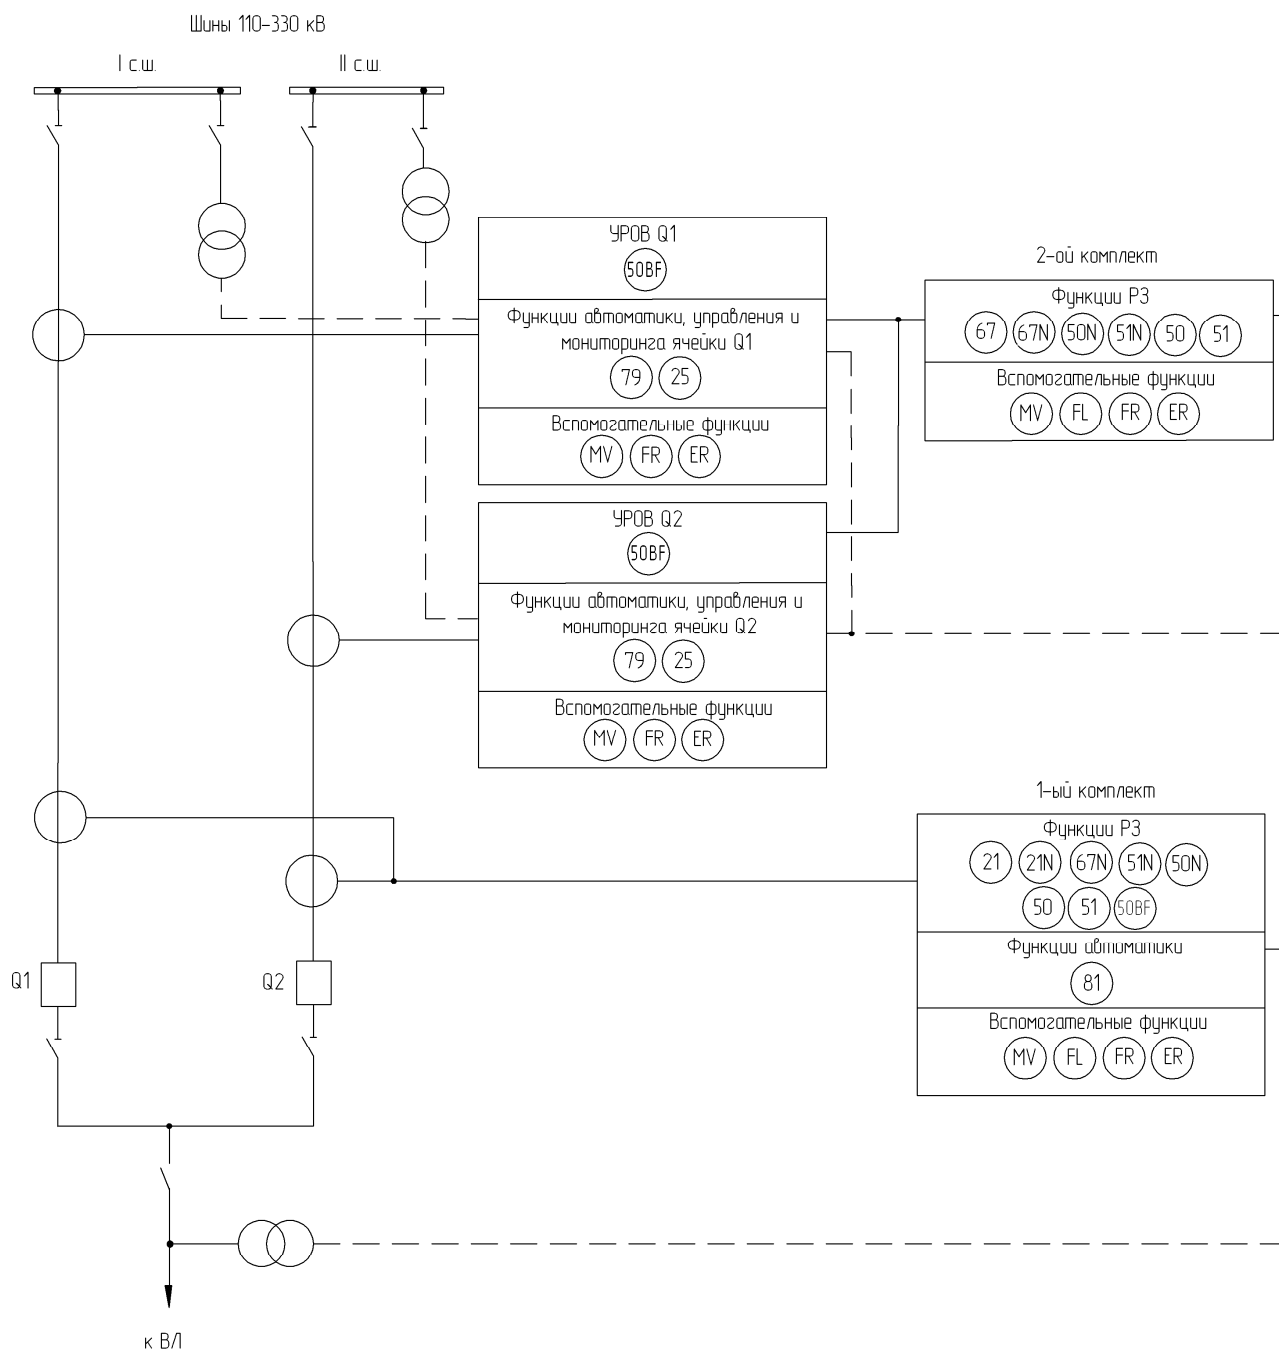 Шины 110-330 кВ
I с.ш.
II с.ш.
УРОВ Q1
50BF
Функции автоматики, управления и
мониторинга ячейки Q1
79 25
Вспомогательные функции
MV FR ER
2-ой комплект
Функции РЗ
67 67N 50N 51N 50 51
Вспомогательные функции
MV FL FR ER
УРОВ Q2
50BF
Функции автоматики, управления и
мониторинга ячейки Q2
79 25
Вспомогательные функции
MV FR ER
1-ый комплект
Функции РЗ
21 21N 67N 51N 50N
50 51 50BF
Функции автоматики
81
Вспомогательные функции
MV FL FR ER
Q1
Q2
к ВЛ